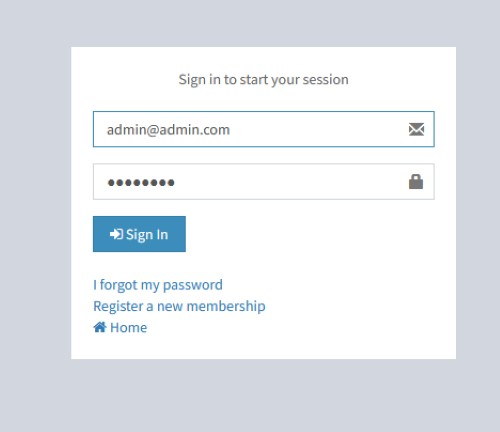 Sign in to start your session
admin@admin.com
••••••••
Sign In
I forgot my password
Register a new membership
Home